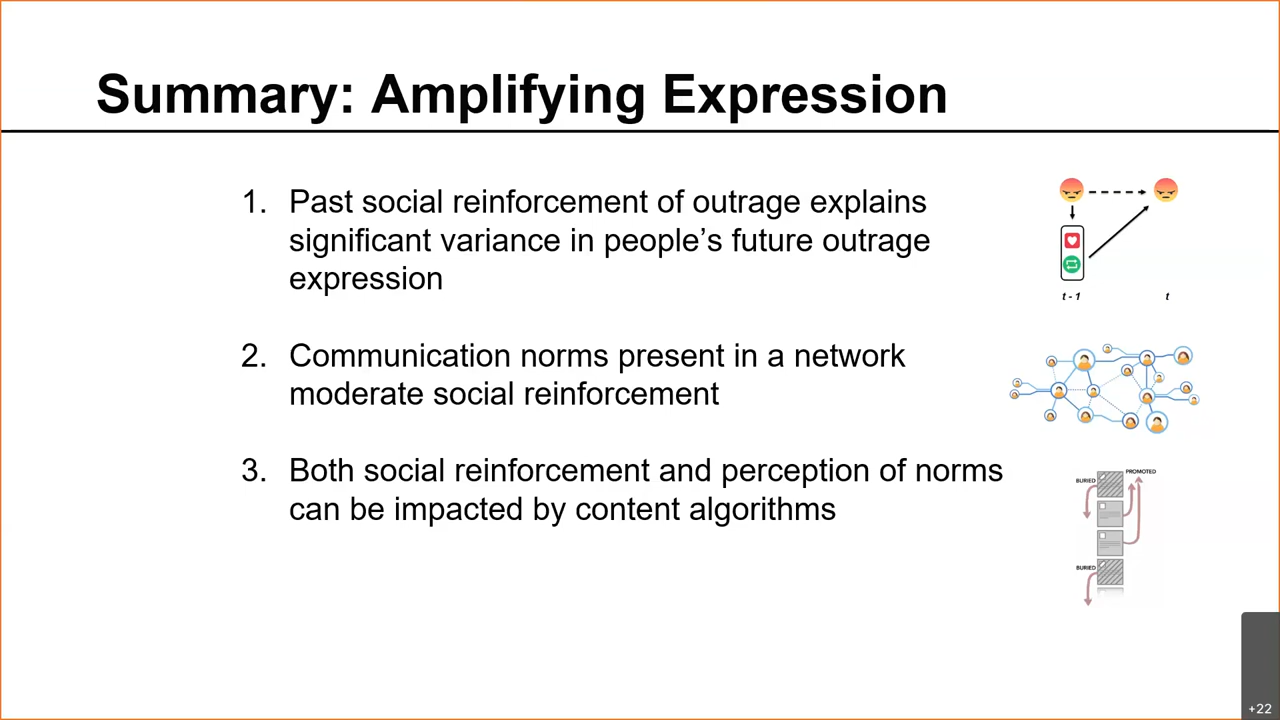 Summary: Amplifying Expression
1. Past social reinforcement of outrage explains
significant variance in people’s future outrage
expression
t - 1
t
2. Communication norms present in a network
moderate social reinforcement
3. Both social reinforcement and perception of norms
can be impacted by content algorithms
PROMOTED
BURIED
BURIED
+22